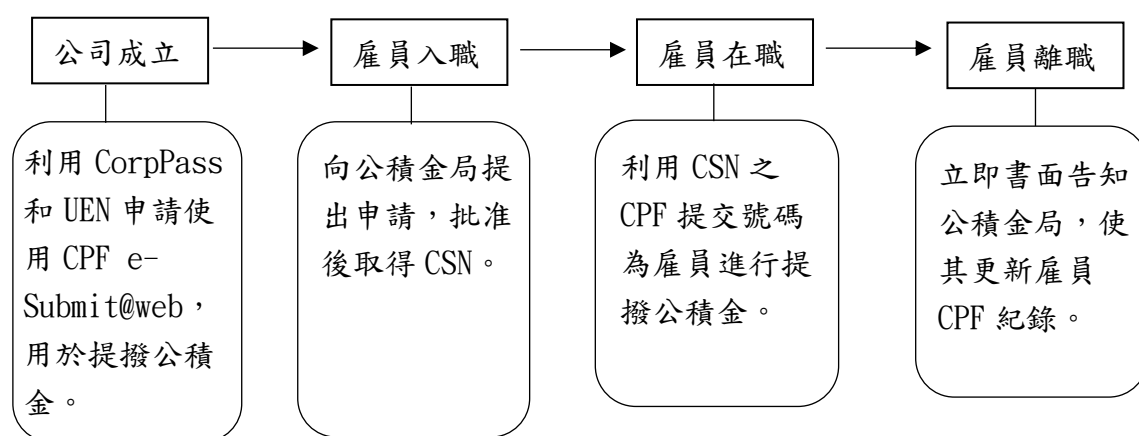 公司成立
雇員入職
雇員在職
雇員離職
利用 CorpPass
和 UEN 申請使
用 CPF e-
Submit@web，
用於提撥公積
金。
向公積金局提
出申請，批准
後取得 CSN。
利用 CSN 之
CPF 提交號碼
為雇員進行提
撥公積金。
立即書面告知
公積金局，使
其更新雇員
CPF 紀錄。